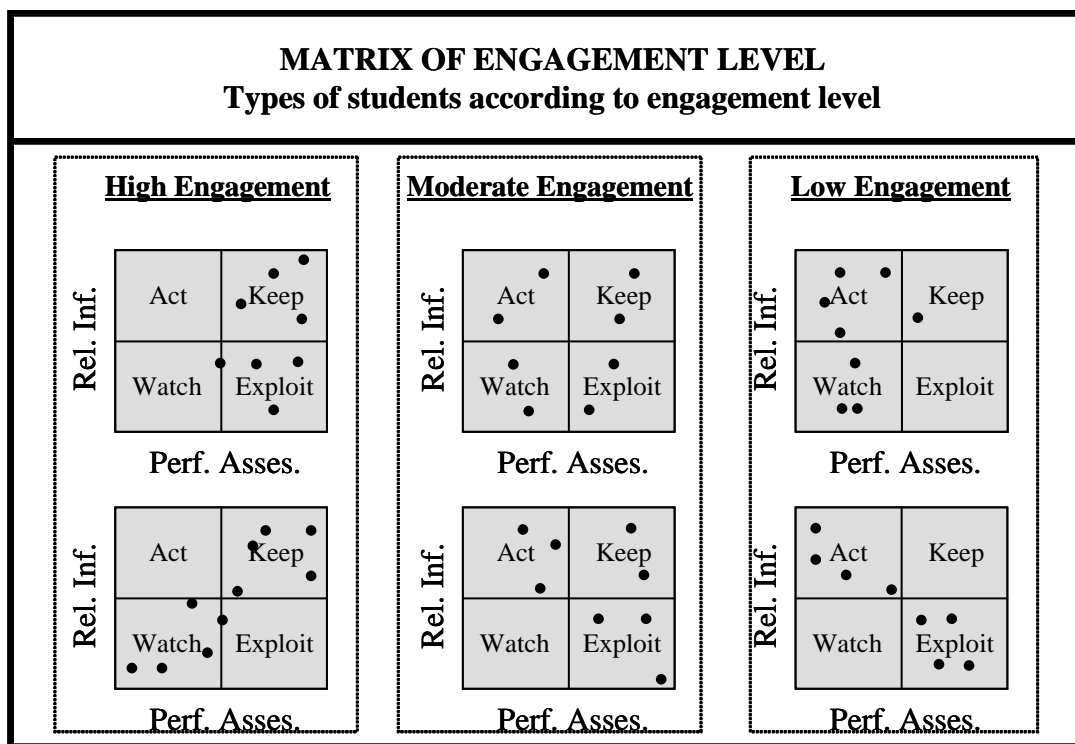 MATRIX OF ENGAGEMENT LEVEL
Types of students according to engagement level
High Engagement
Rel. Inf.
Act
Keep
Watch
Exploit
Perf. Asses.
Rel. Inf.
Act
Keep
Watch
Exploit
Perf. Asses.
Moderate Engagement
Rel. Inf.
Act
Keep
Watch
Exploit
Perf. Asses.
Rel. Inf.
Act
Keep
Watch
Exploit
Perf. Asses.
Low Engagement
Rel. Inf.
Act
Keep
Watch
Exploit
Perf. Asses.
Rel. Inf.
Act
Keep
Watch
Exploit
Perf. Asses.